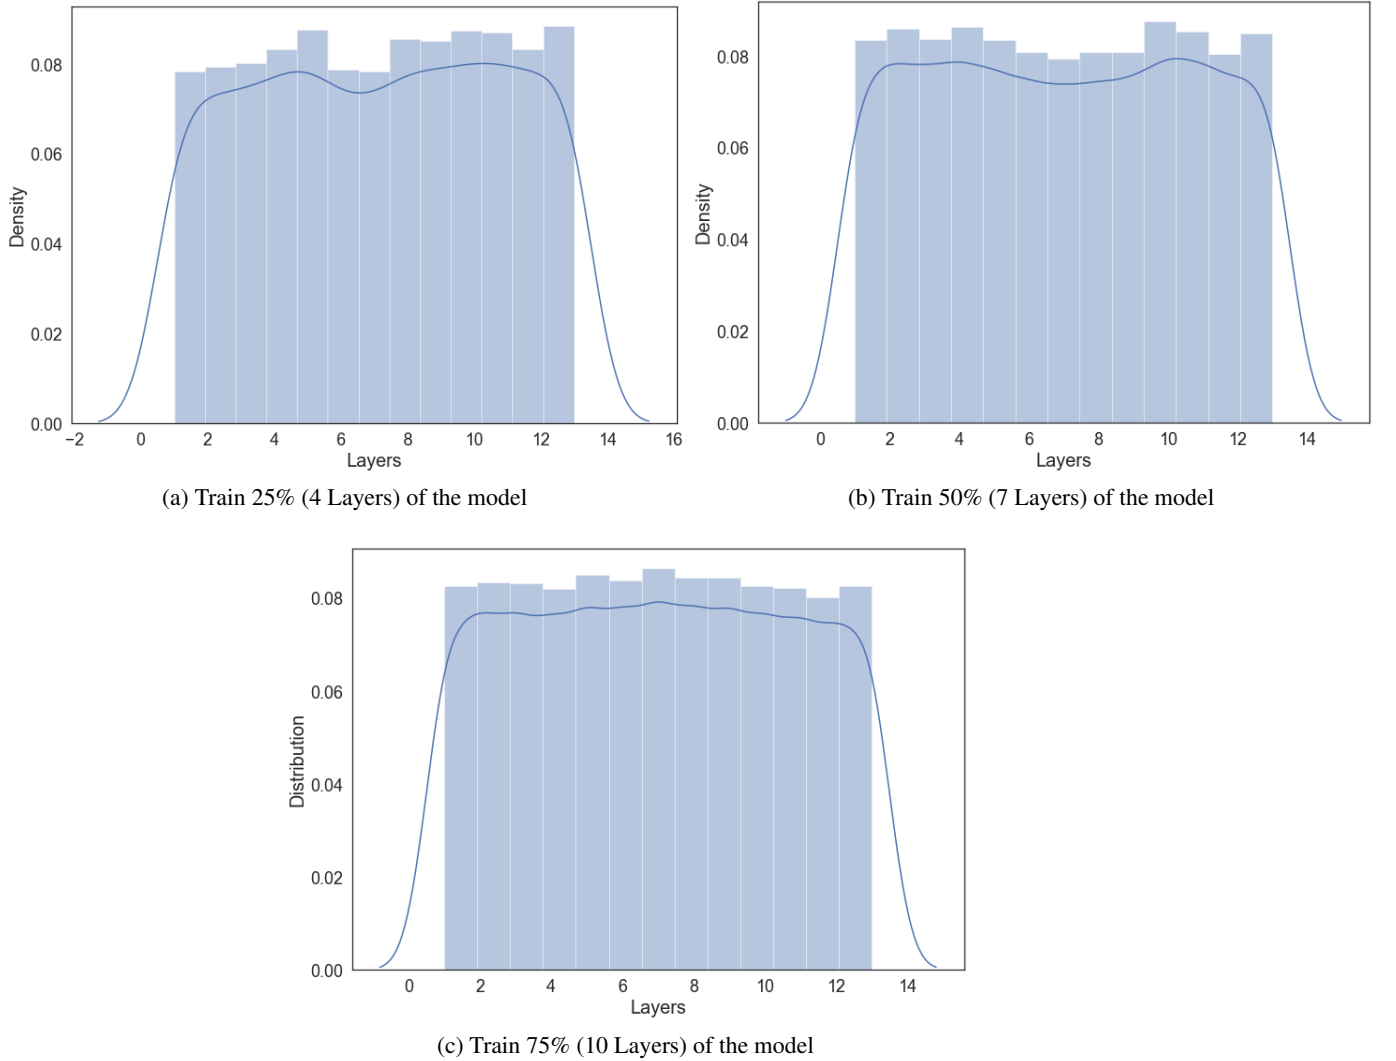 0.08
0.06
0.04
0.02
0.00
Density
−2 0 2 4 6 8 10 12 14 16
Layers
(a) Train 25% (4 Layers) of the model
0.08
0.06
0.04
0.02
0.00
Density
0 2 4 6 8 10 12 14
Layers
(b) Train 50% (7 Layers) of the model
0.08
0.06
0.04
0.02
0.00
Distribution
0 2 4 6 8 10 12 14
Layers
(c) Train 75% (10 Layers) of the model